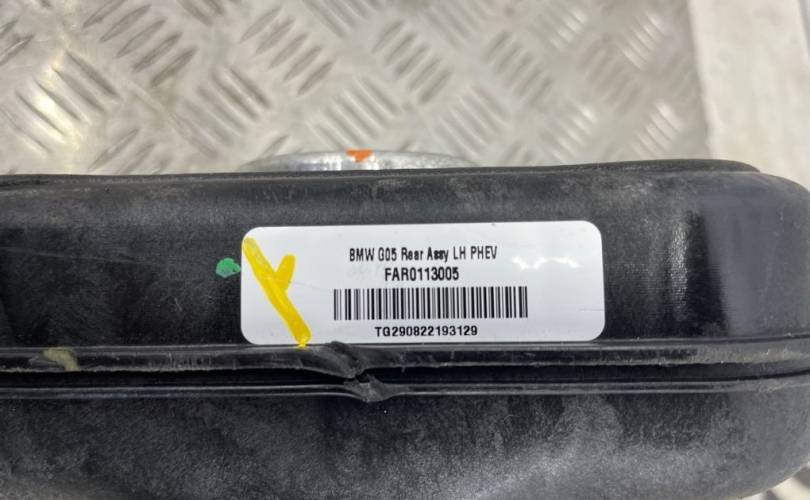 BMW G05 Rear Assy LH PHEV
FAR0113005
TG290822193129